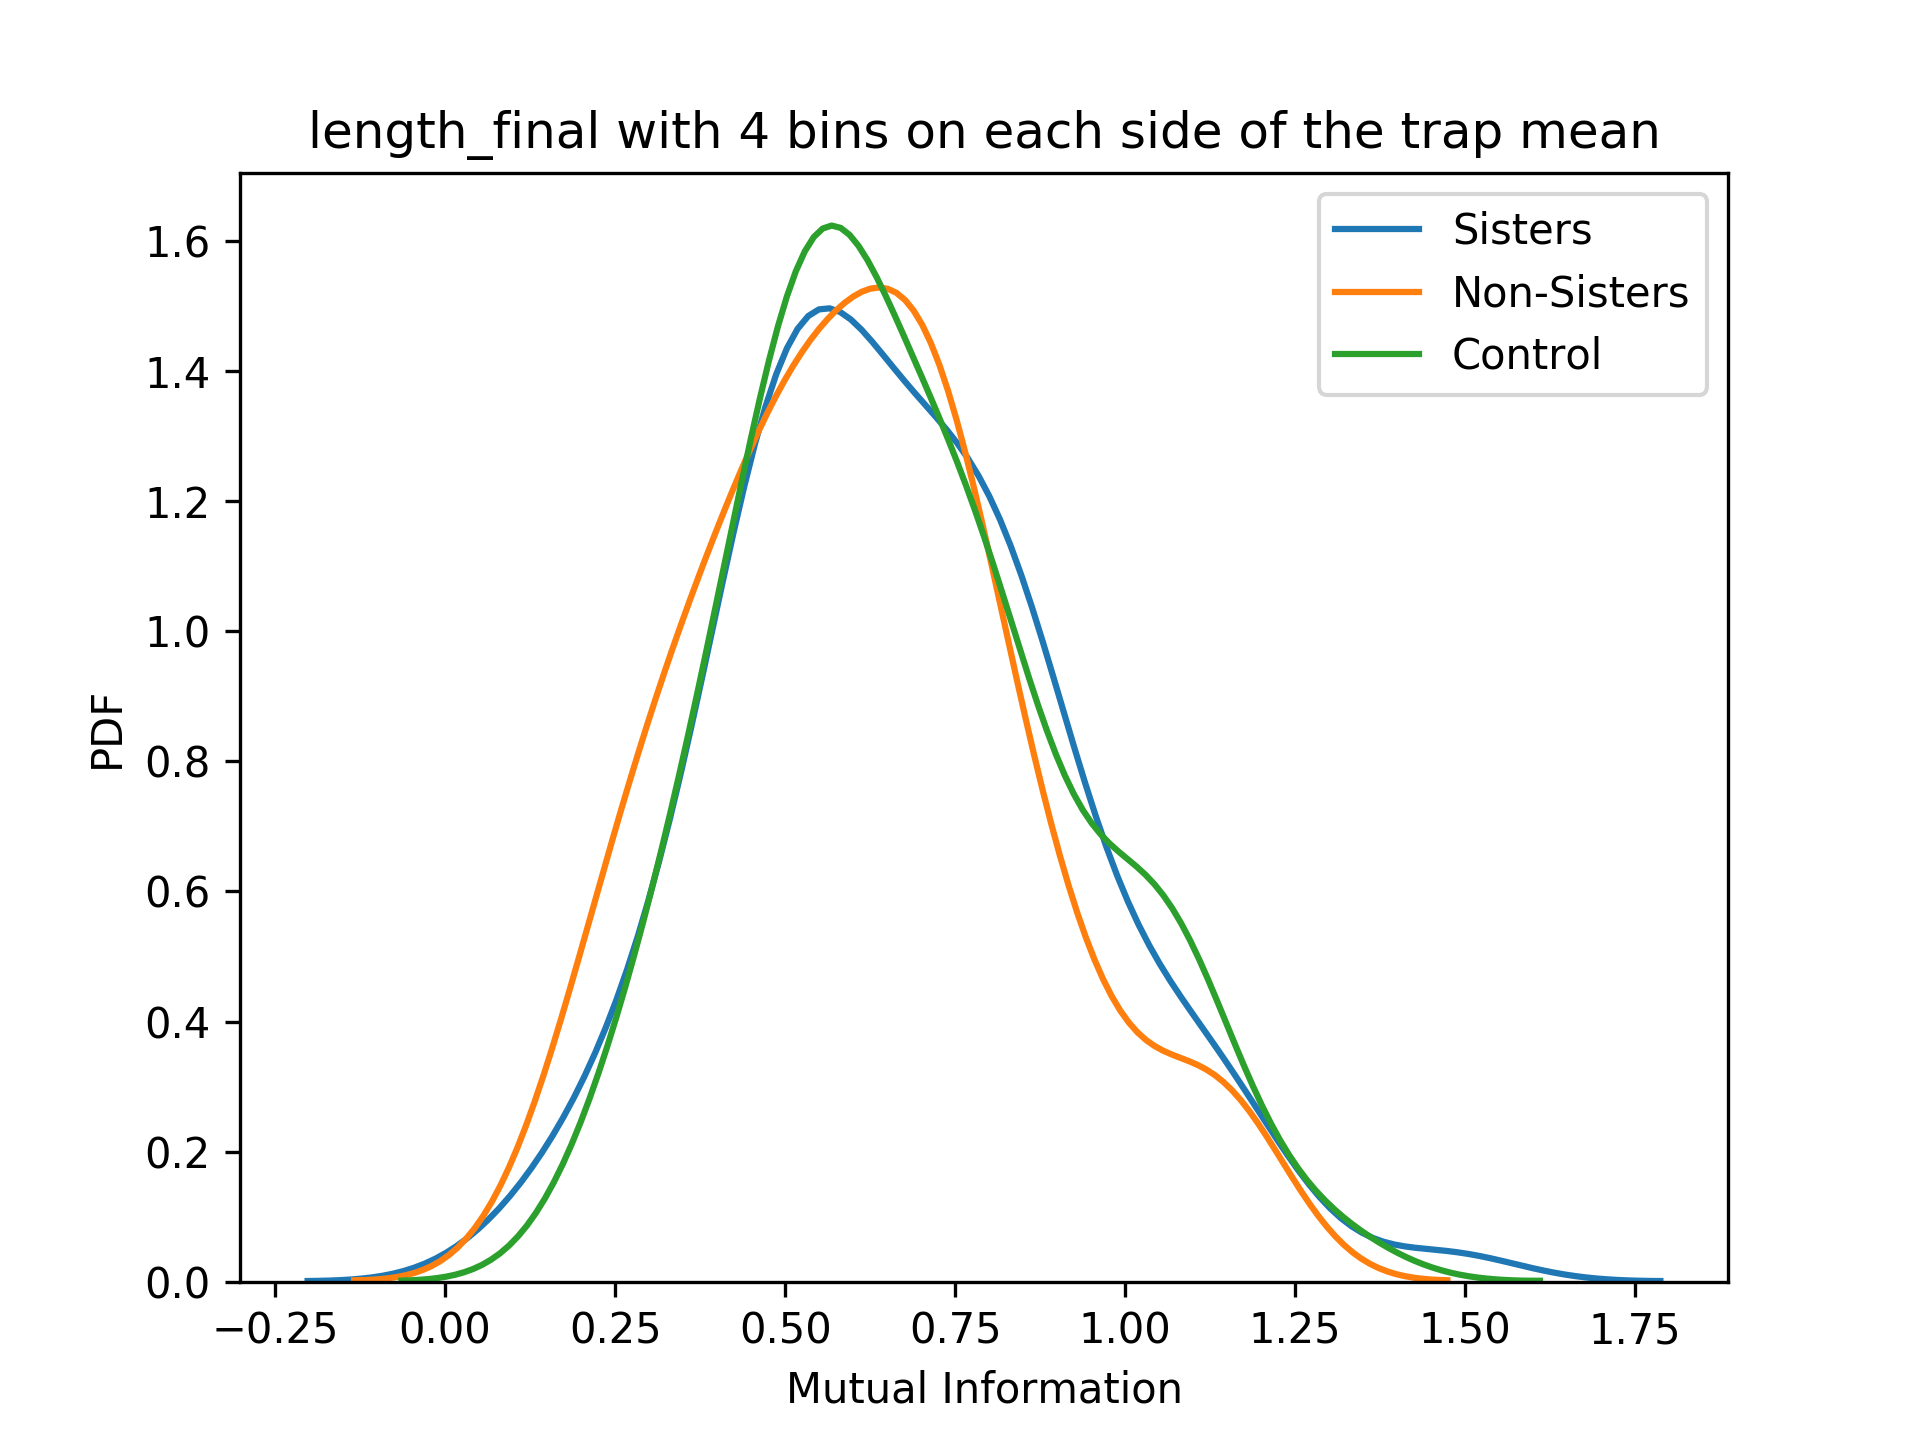 length_final with 4 bins on each side of the trap mean
Sisters
Non-Sisters
Control
PDF
1.6
1.4
1.2
1.0
0.8
0.6
0.4
0.2
0.0
−0.25 0.00 0.25 0.50 0.75 1.00 1.25 1.50 1.75
Mutual Information